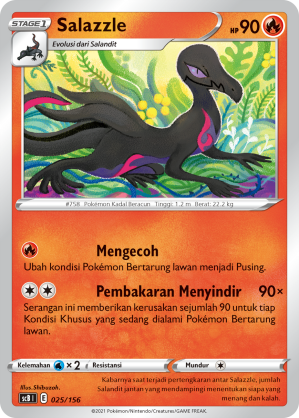 STAGE 1 Salazzle HP 90
Evolusi dari Salandit
#758 Pokémon Kadal Beracun Tinggi: 1.2 m Berat: 22.2 kg
Mengecoh
Ubah kondisi Pokémon Bertarung lawan menjadi Pusing.
Pembakaran Menyindir 90×
Serangan ini memberikan kerusakan sejumlah 90 untuk tiap
Kondisi Khusus yang sedang dialami Pokémon Bertarung
lawan.
Kelemahan ×2 Resistansi Mundur
Illus. Shibuzoh.
025/156
Kabarnya saat terjadi pertengkaran antar Salazzle, jumlah
Salandit jantan yang mendampingi menentukan siapa yang
menang dan kalah.
©2021 Pokémon/Nintendo/Creatures/GAME FREAK